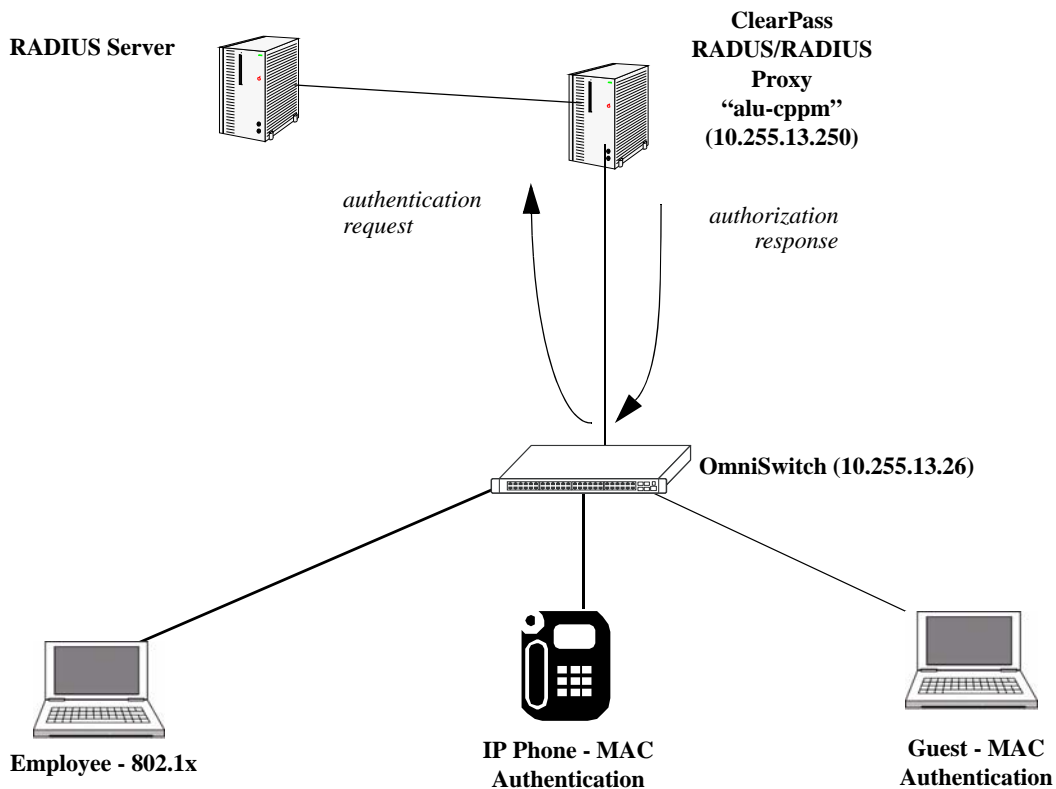 RADIUS Server
ClearPass
RADUS/RADIUS
Proxy
“alu-cppm”
(10.255.13.250)
authentication
request
authorization
response
OmniSwitch (10.255.13.26)
Employee - 802.1x
IP Phone - MAC
Authentication
Guest - MAC
Authentication